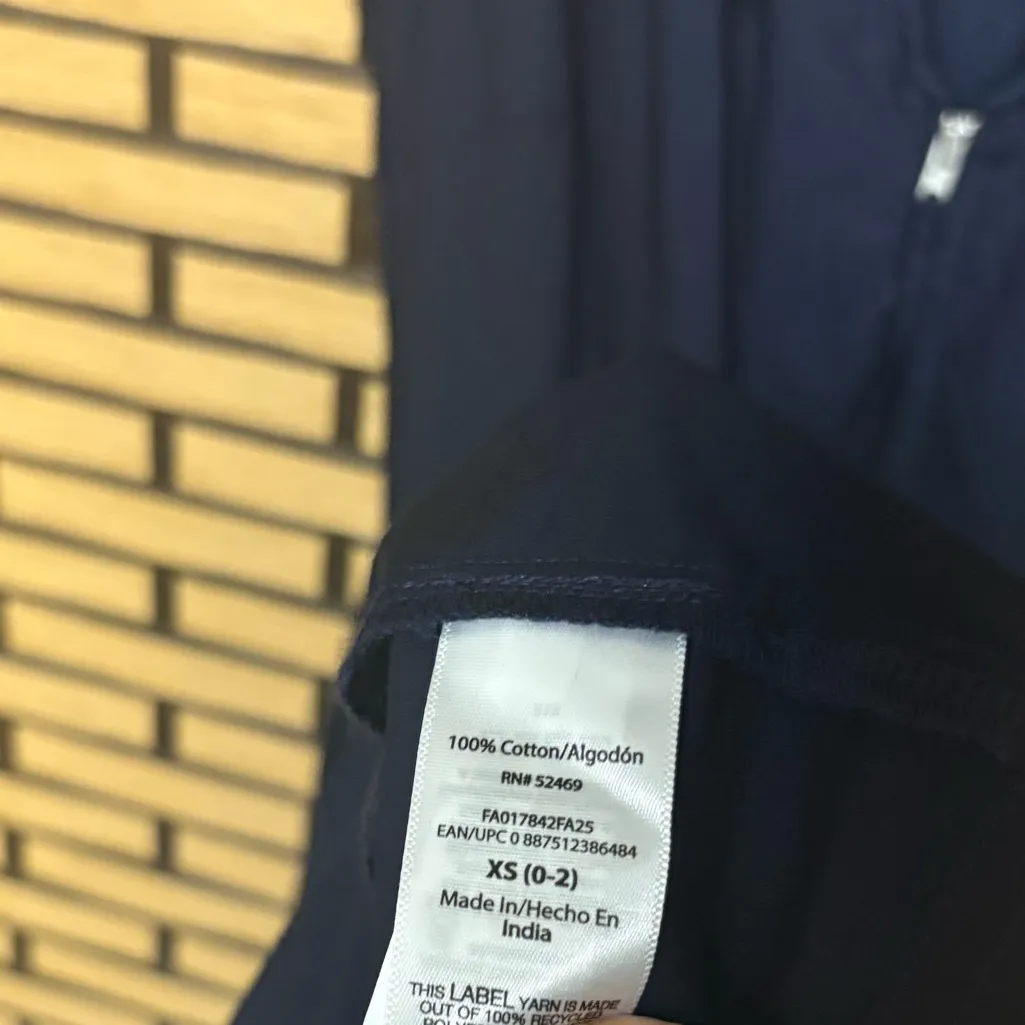 100% Cotton/Algodón
RN# 52469
FA017842FA25
EAN/UPC 0 887512386484
XS (0-2)
Made In/Hecho En
India
THIS LABEL YARN IS MADE
OUT OF 100% RECYCLED